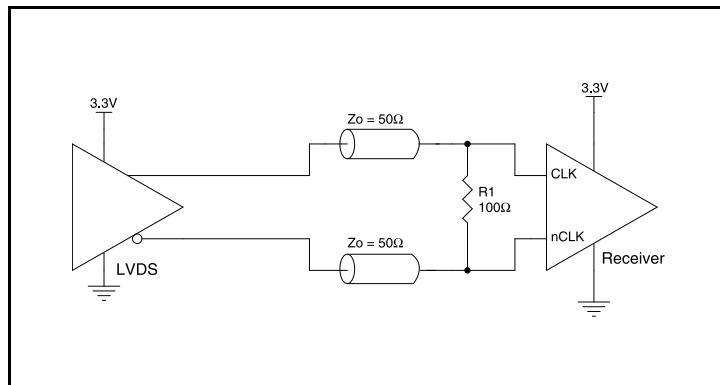 3.3V
3.3V
Zo = 50Ω
CLK
R1
100Ω
nCLK
Zo = 50Ω
LVDS
Receiver